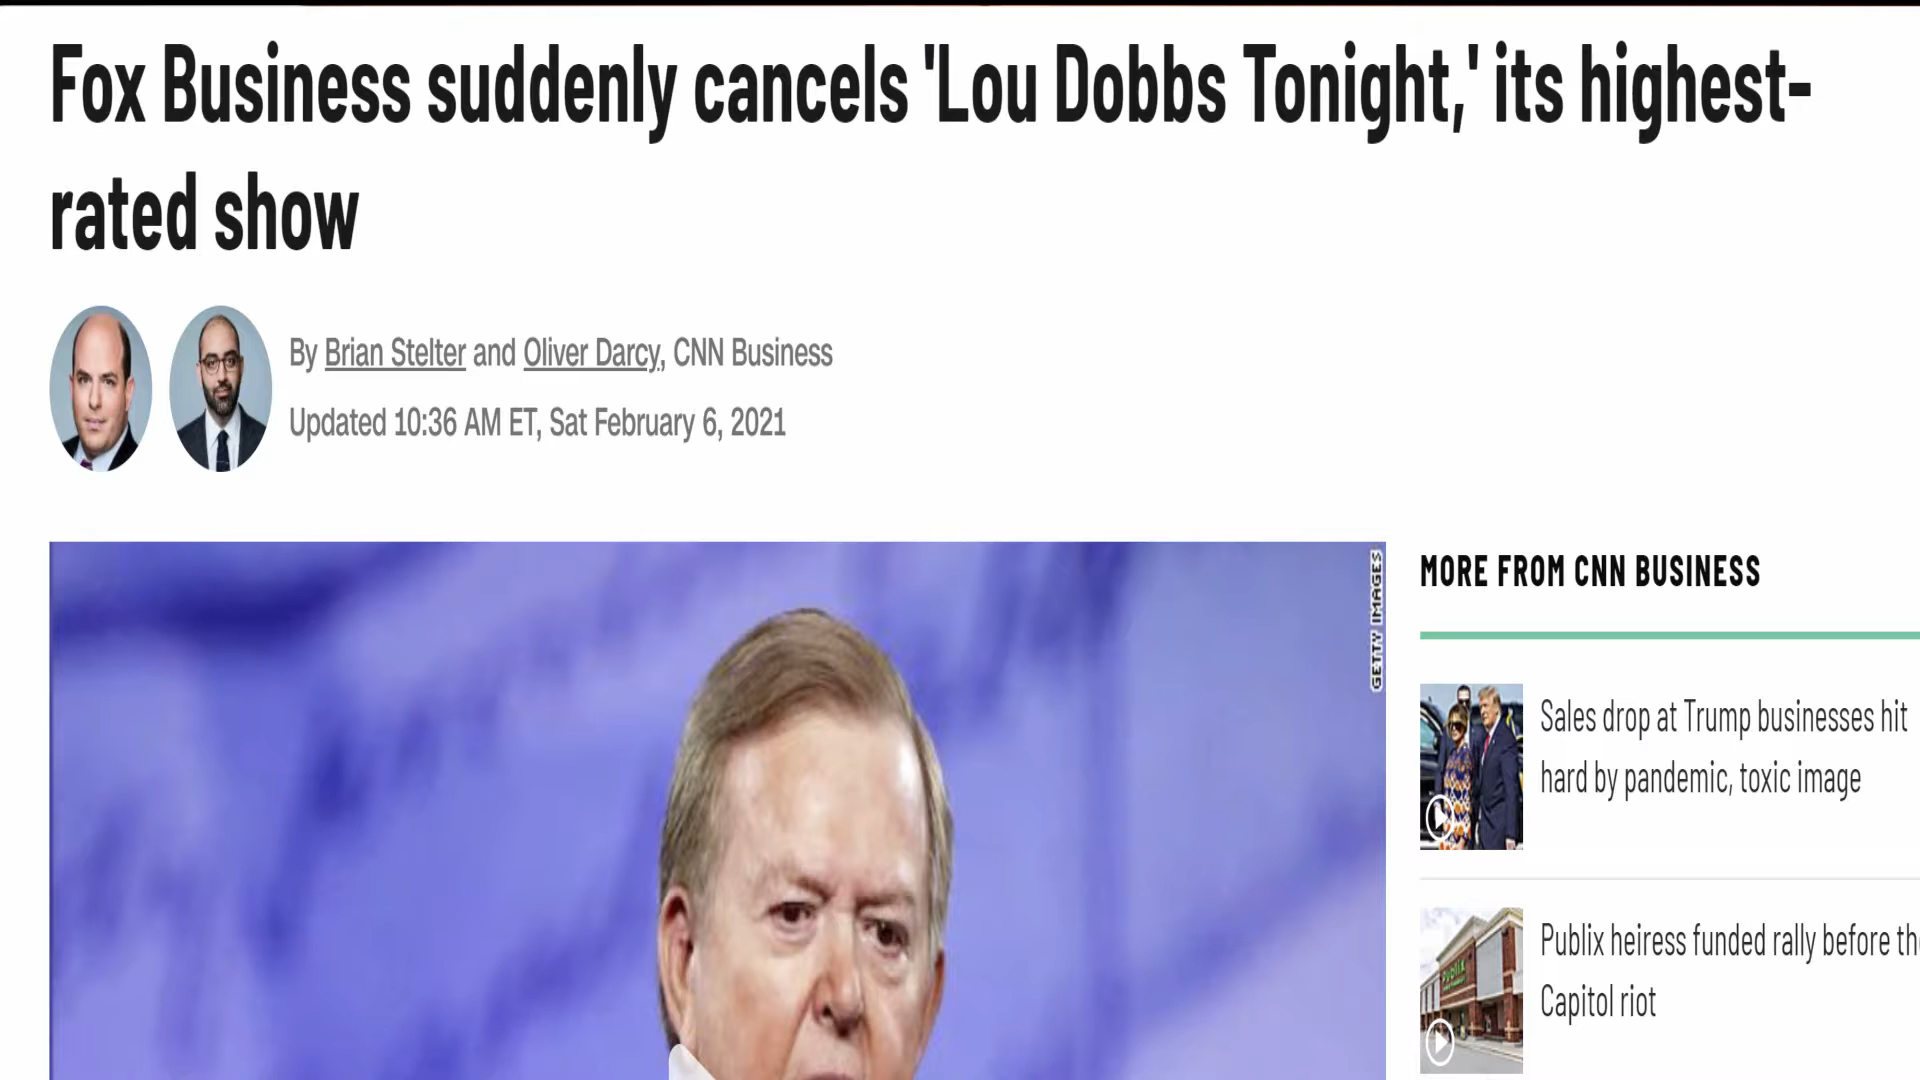 Fox Business suddenly cancels 'Lou Dobbs Tonight,' its highest-
rated show
By Brian Stelter and Oliver Darcy, CNN Business
Updated 10:36 AM ET, Sat February 6, 2021
GETTY IMAGES
MORE FROM CNN BUSINESS
Sales drop at Trump businesses hit
hard by pandemic, toxic image
Publix heiress funded rally before
Capitol riot
Publix